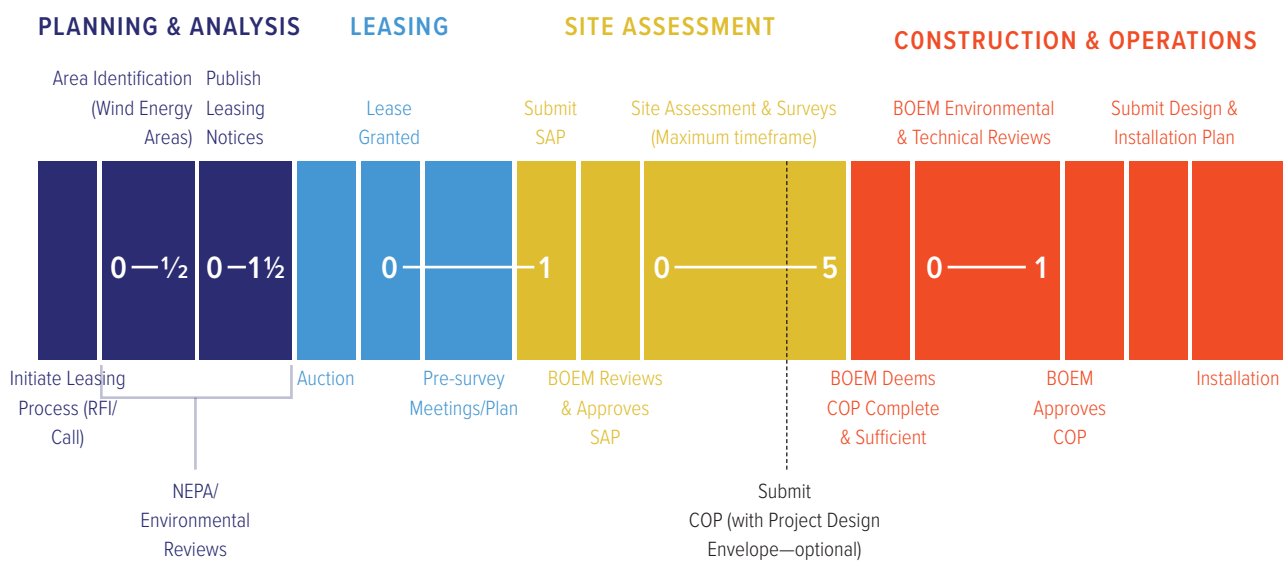 PLANNING & ANALYSIS
LEASING
SITE ASSESSMENT
CONSTRUCTION & OPERATIONS
Area Identification
(Wind Energy
Areas)
Publish
Leasing
Notices
Lease
Granted
Submit
SAP
Site Assessment & Surveys
(Maximum timeframe)
BOEM Environmental
& Technical Reviews
Submit Design &
Installation Plan
0—½
0—1½
0—1
0—5
0—1
Initiate Leasing
Process (RFI/
Call)
Auction
Pre-survey
Meetings/Plan
BOEM Reviews
& Approves
SAP
BOEM Deems
COP Complete
& Sufficient
BOEM
Approves
COP
Installation
NEPA/
Environmental
Reviews
Submit
COP (with Project Design
Envelope—optional)